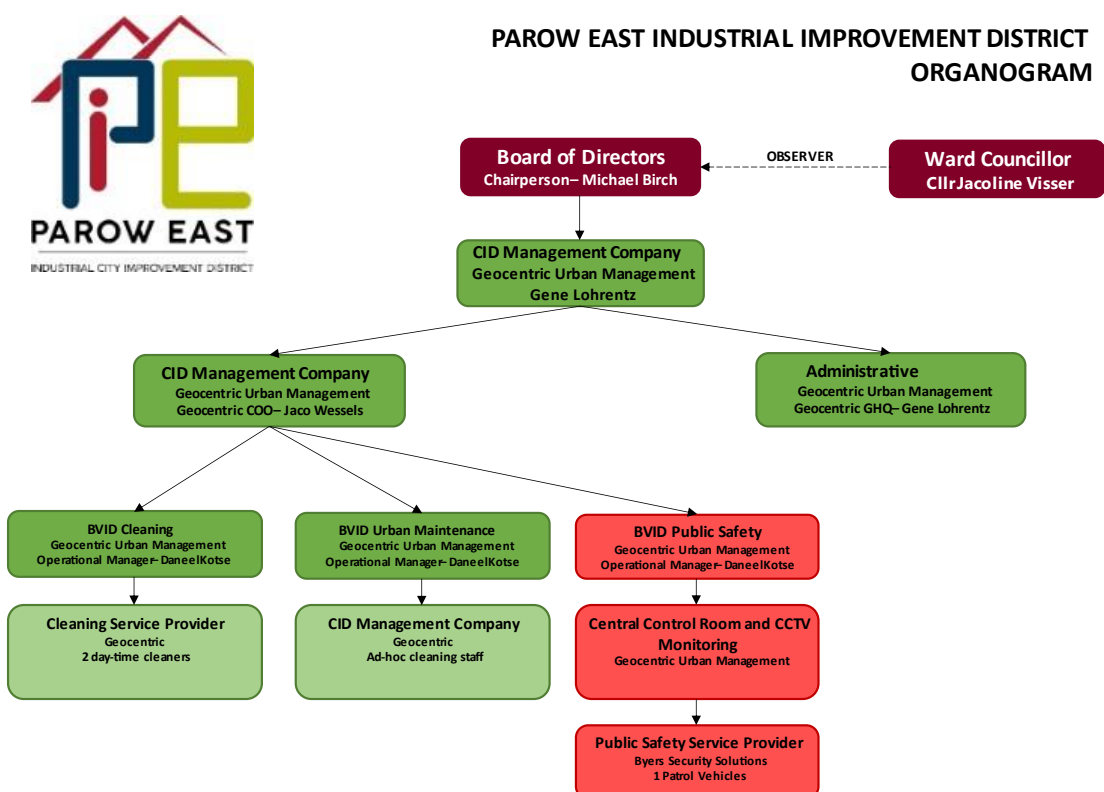 PAROW EAST INDUSTRIAL IMPROVEMENT DISTRICT
ORGANOGRAM
PiE
PAROW EAST
INDUSTRIAL CITY IMPROVEMENT DISTRICT
Board of Directors
Chairperson– Michael Birch
OBSERVER
Ward Councillor
CllrJacoline Visser
CID Management Company
Geocentric Urban Management
Gene Lohrentz
CID Management Company
Geocentric Urban Management
Geocentric COO– Jaco Wessels
Administrative
Geocentric Urban Management
Geocentric GHQ– Gene Lohrentz
BVID Cleaning
Geocentric Urban Management
Operational Manager–DaneelKotse
BVID Urban Maintenance
Geocentric Urban Management
Operational Manager–DaneelKotse
BVID Public Safety
Geocentric Urban Management
Operational Manager–DaneelKotse
Cleaning Service Provider
Geocentric
2 day-time cleaners
CID Management Company
Geocentric
Ad-hoc cleaning staff
Central Control Room and CCTV
Monitoring
Geocentric Urban Management
Public Safety Service Provider
Byers Security Solutions
1 Patrol Vehicles